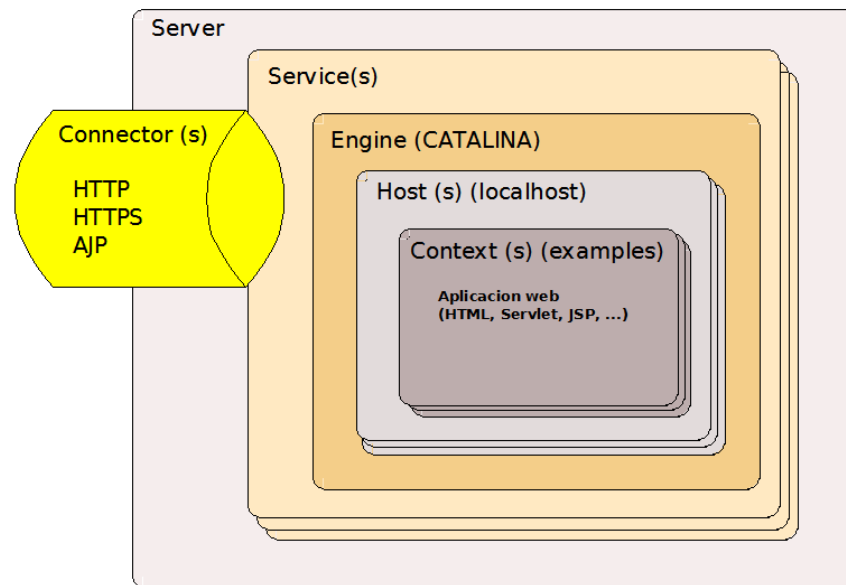 Server
Service(s)
Connector (s)
HTTP
HTTPS
AJP
Engine (CATALINA)
Host (s) (localhost)
Context (s) (examples)
Aplicacion web
(HTML, Servlet, JSP, ...)